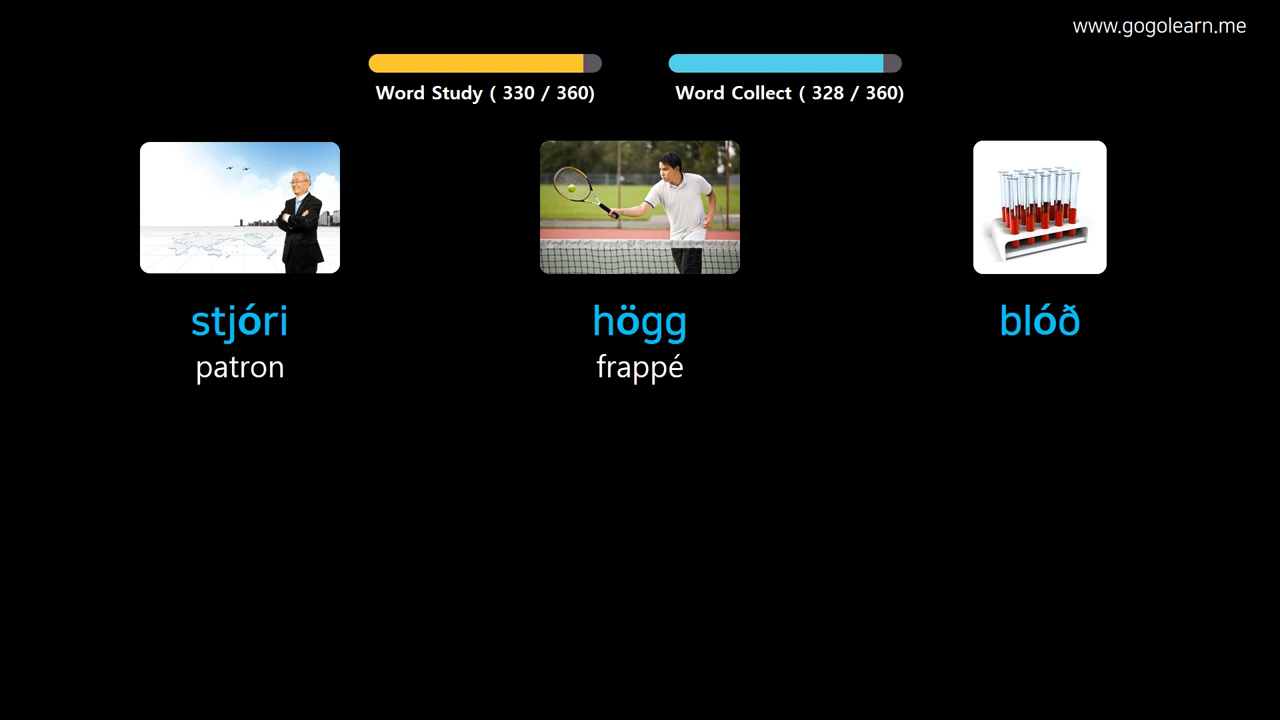 www.gogolearn.me
Word Study ( 330 / 360)
Word Collect ( 328 / 360)
stjóri
högg
blóð
patron
frappé